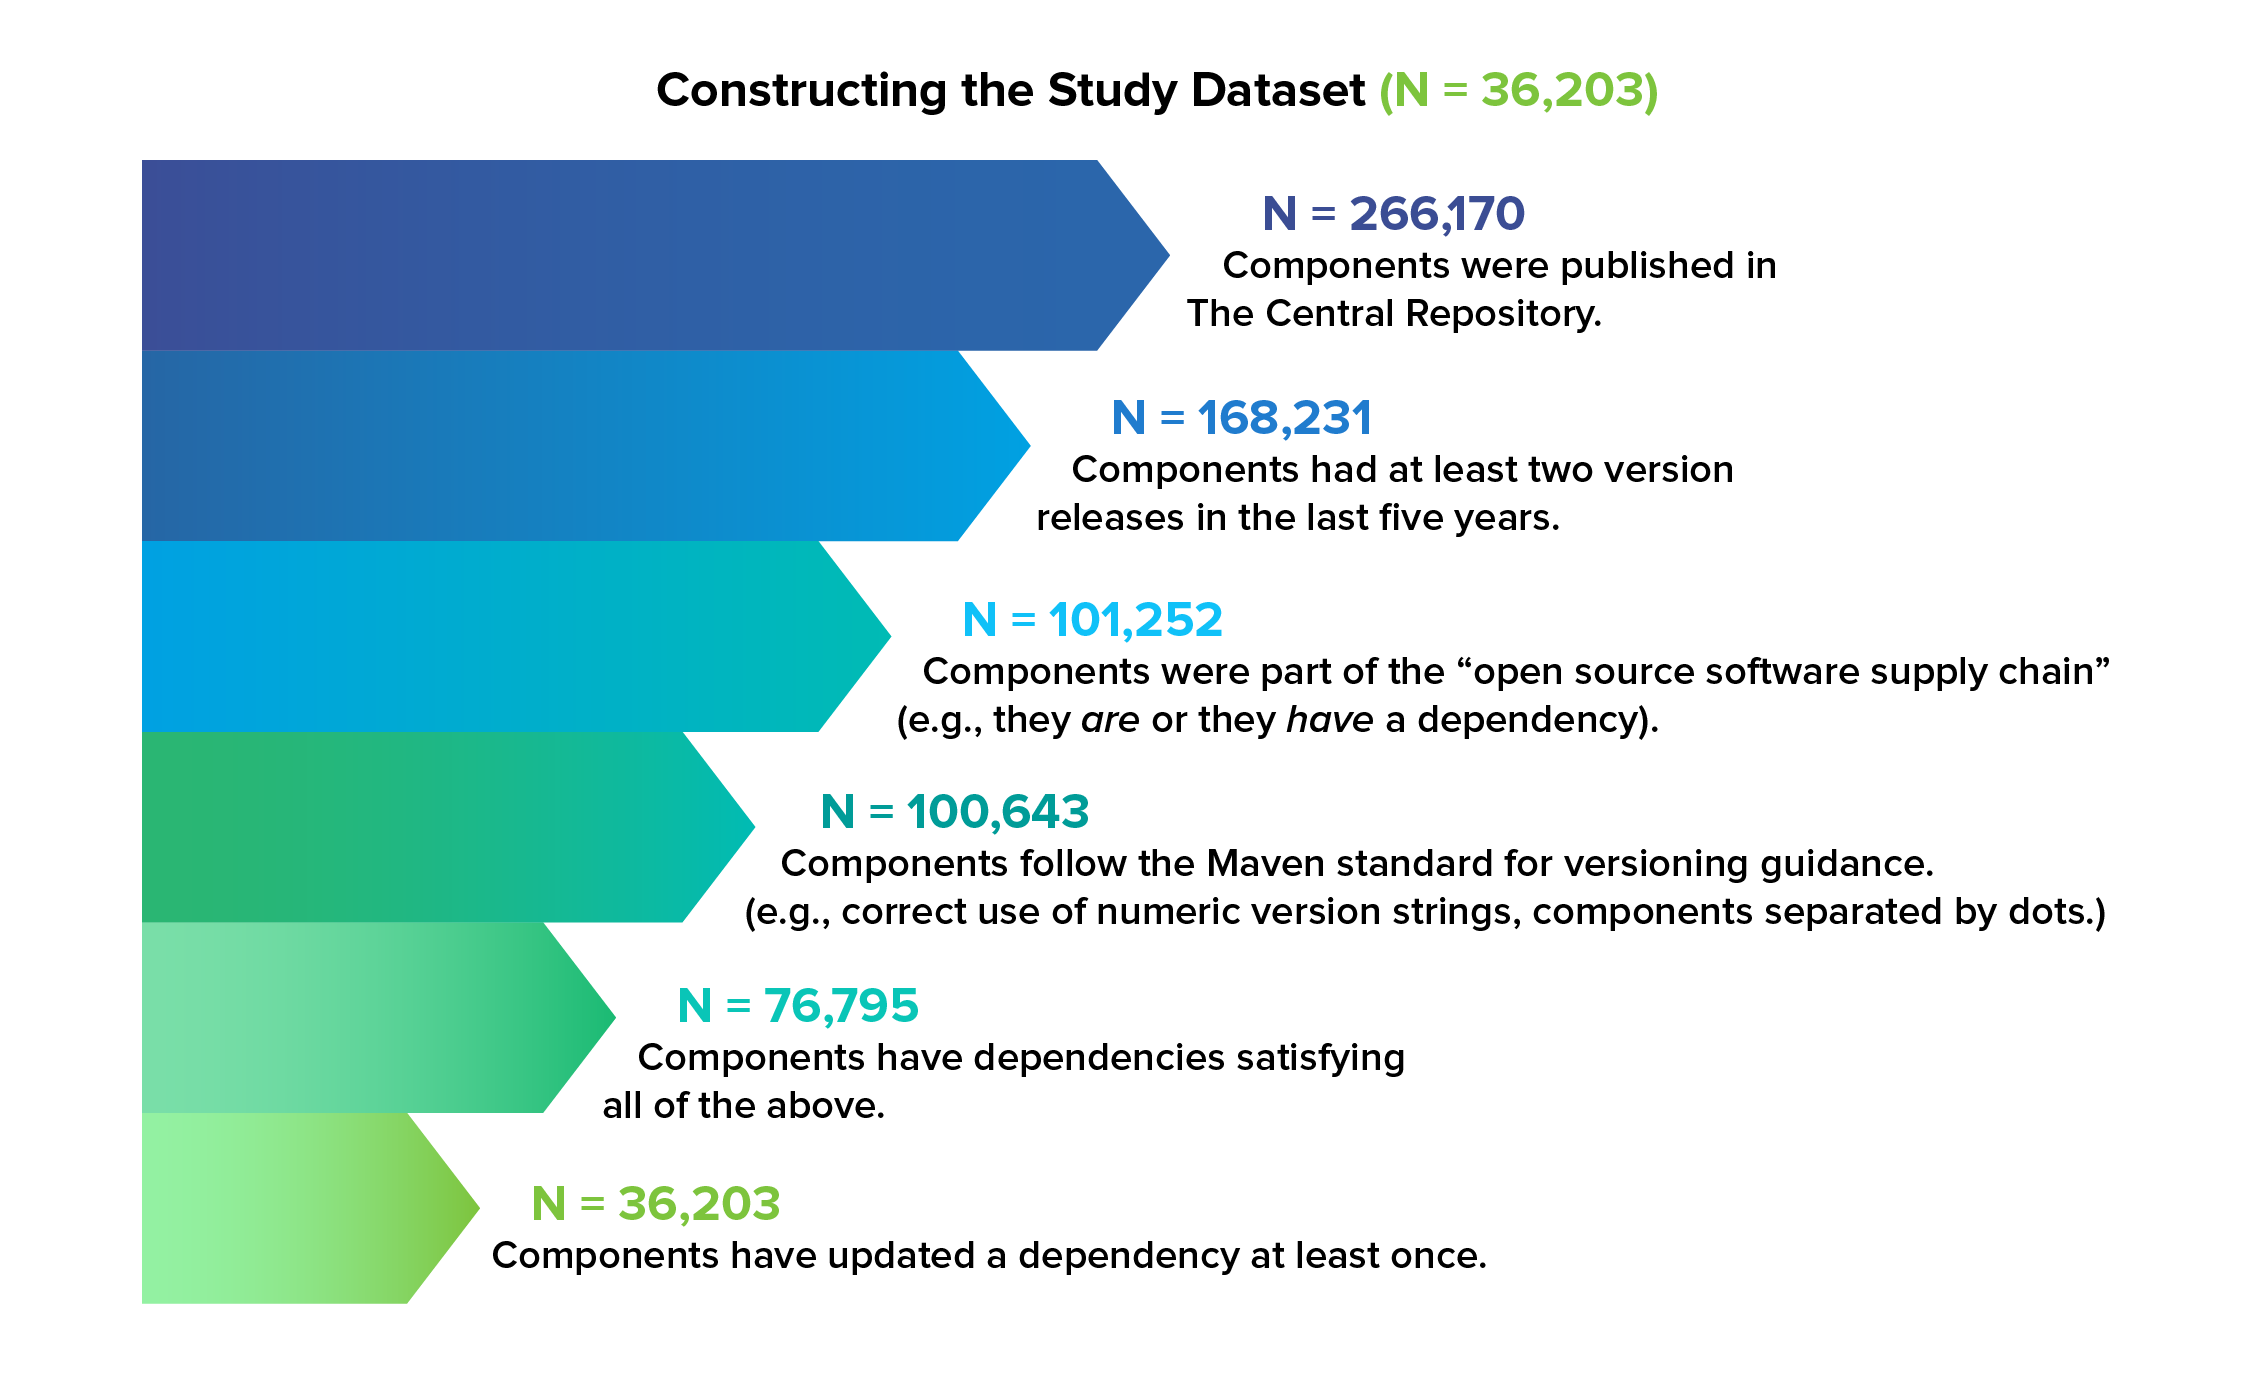 Constructing the Study Dataset (N = 36,203)
N = 266,170
Components were published in
The Central Repository.
N = 168,231
Components had at least two version
releases in the last five years.
N = 101,252
Components were part of the “open source software supply chain”
(e.g., they are or they have a dependency).
N = 100,643
Components follow the Maven standard for versioning guidance.
(e.g., correct use of numeric version strings, components separated by dots.)
N = 76,795
Components have dependencies satisfying
all of the above.
N = 36,203
Components have updated a dependency at least once.